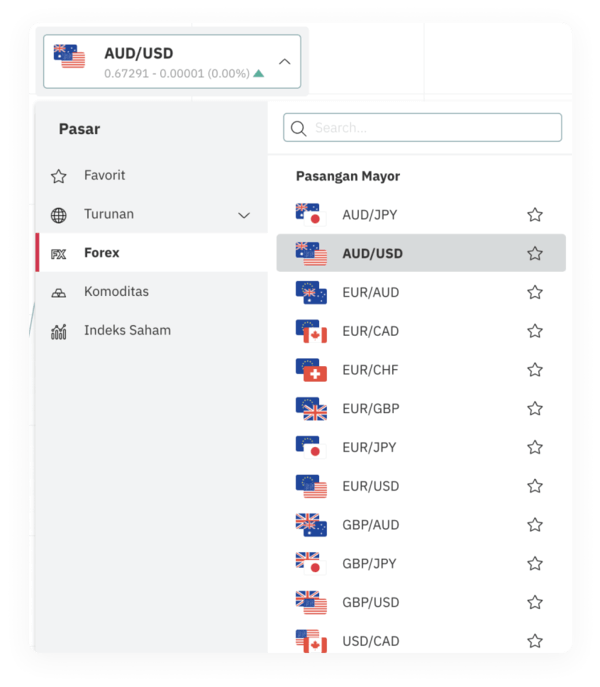 AUD/USD
0.67291 - 0.00001 (0.00%)
Pasar
Favorit
Turunan
FX Forex
Komoditas
Indeks Saham
Search...
Pasangan Mayor
AUD/JPY
AUD/USD
EUR/AUD
EUR/CAD
EUR/CHF
EUR/GBP
EUR/JPY
EUR/USD
GBP/AUD
GBP/JPY
GBP/USD
USD/CAD